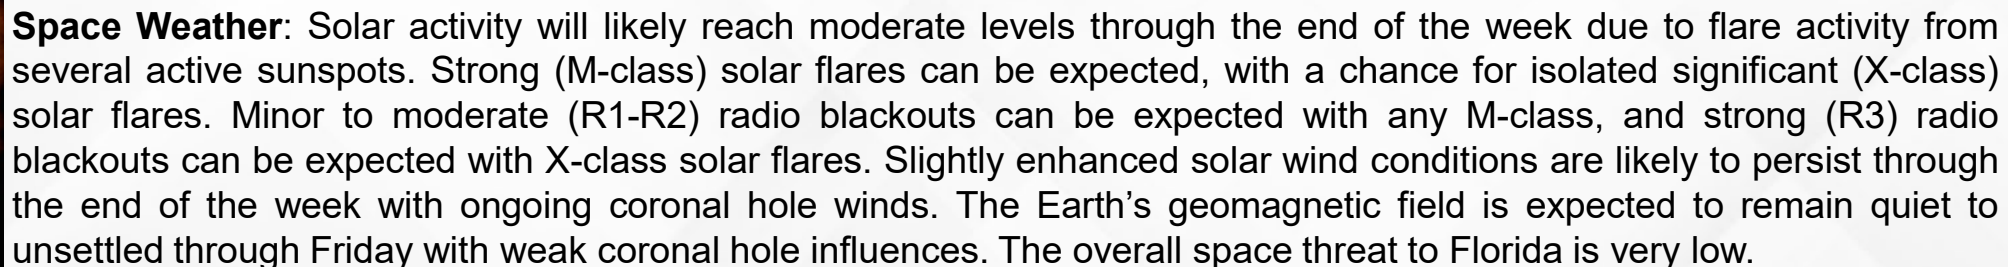 Space Weather: Solar activity will likely reach moderate levels through the end of the week due to flare activity from
several active sunspots. Strong (M-class) solar flares can be expected, with a chance for isolated significant (X-class)
solar flares. Minor to moderate (R1-R2) radio blackouts can be expected with any M-class, and strong (R3) radio
blackouts can be expected with X-class solar flares. Slightly enhanced solar wind conditions are likely to persist through
the end of the week with ongoing coronal hole winds. The Earth’s geomagnetic field is expected to remain quiet to
unsettled through Friday with weak coronal hole influences. The overall space threat to Florida is very low.